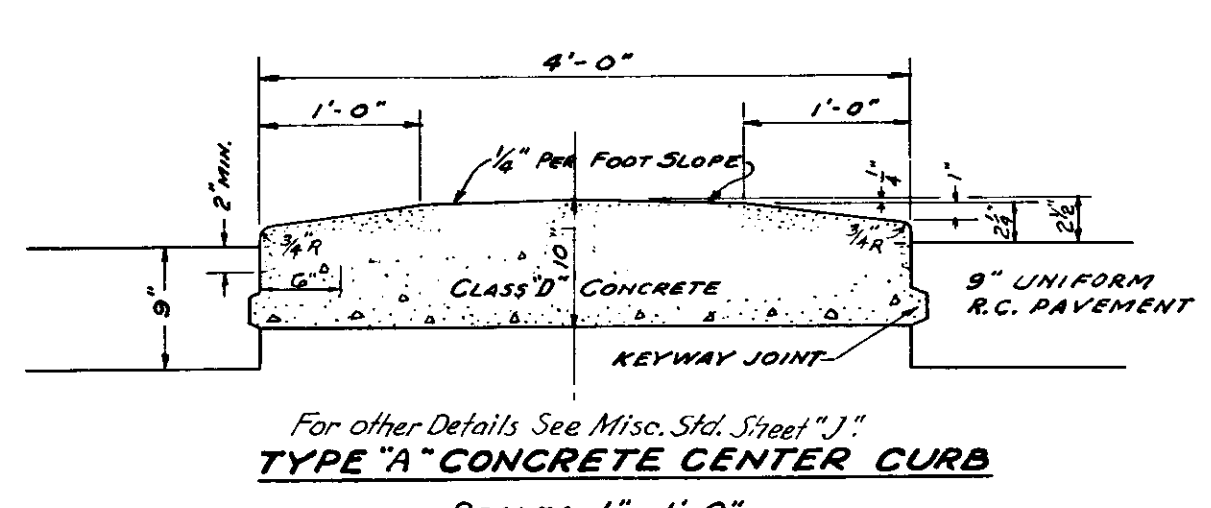 4'-0"
1'-0"
1'-0"
1/4" PER FOOT SLOPE
2" MIN.
1/4"
1"
2 1/4"
2 1/2"
3/4" R
3/4" R
6"
10"
9"
CLASS "D" CONCRETE
9" UNIFORM
R.C. PAVEMENT
KEYWAY JOINT
For other Details See Misc. Std. Sheet "J".
TYPE "A" CONCRETE CENTER CURB